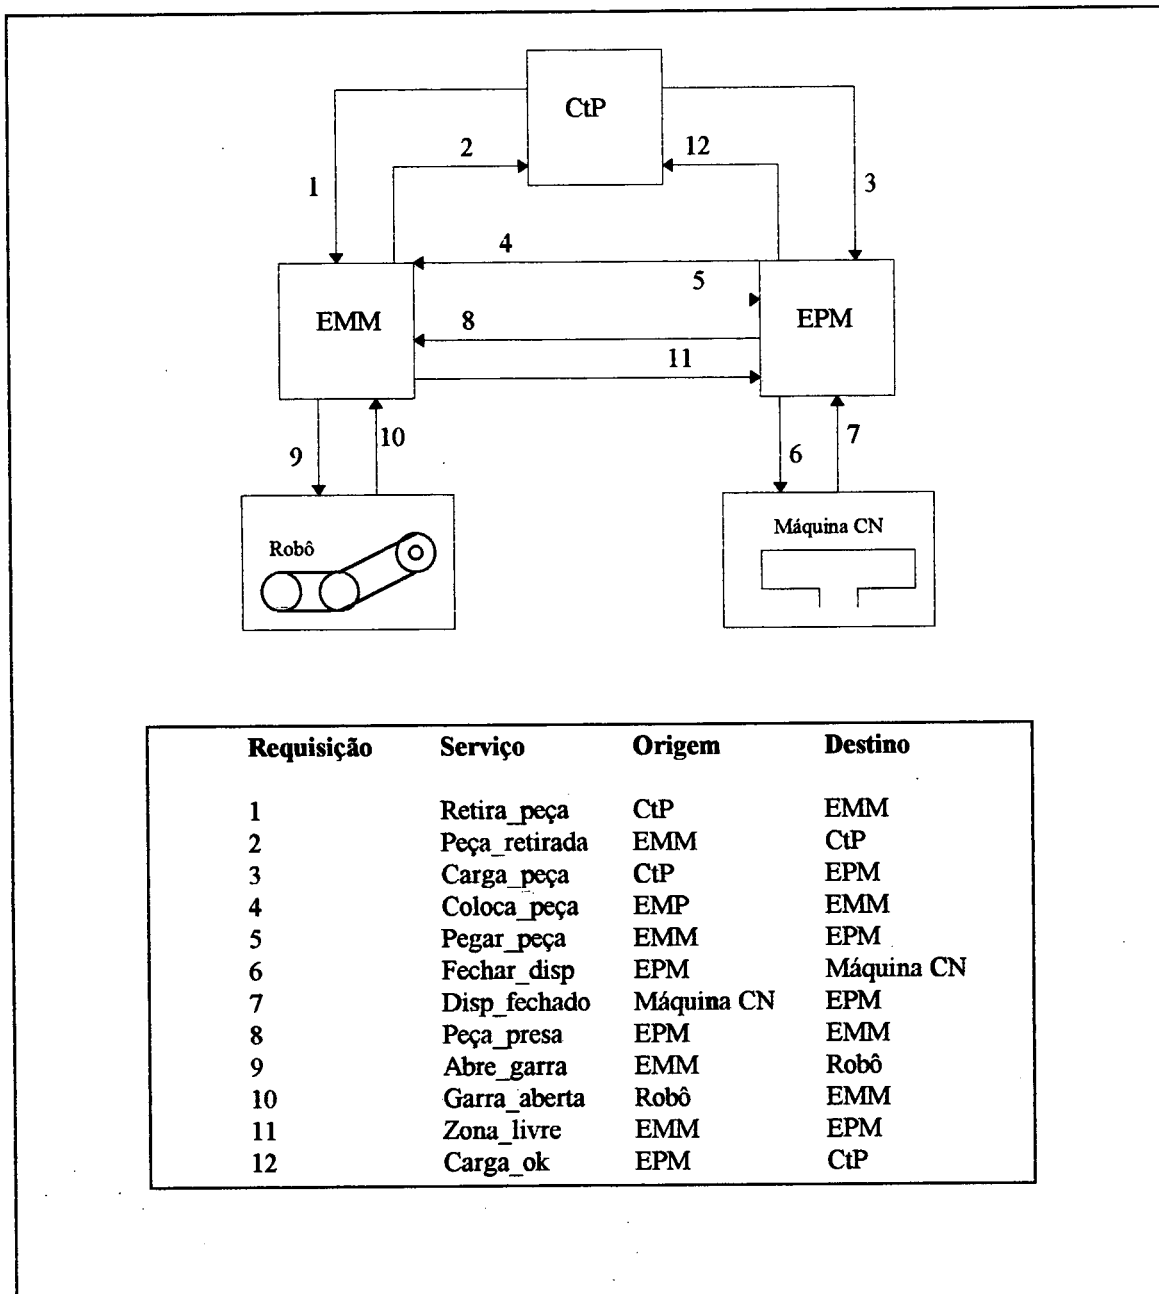 CtP
2
12
1
3
4
5
EMM
8
EPM
11
9
10
6
7
Robô
Máquina CN
Requisição Serviço Origem Destino
1 Retira_peça CtP EMM
2 Peça_retirada EMM CtP
3 Carga_peça CtP EPM
4 Coloca_peça EMP EMM
5 Pegar_peça EMM EPM
6 Fechar_disp EPM Máquina CN
7 Disp_fechado Máquina CN EPM
8 Peça_presa EPM EMM
9 Abre_garra EMM Robô
10 Garra_aberta Robô EMM
11 Zona_livre EMM EPM
12 Carga_ok EPM CtP